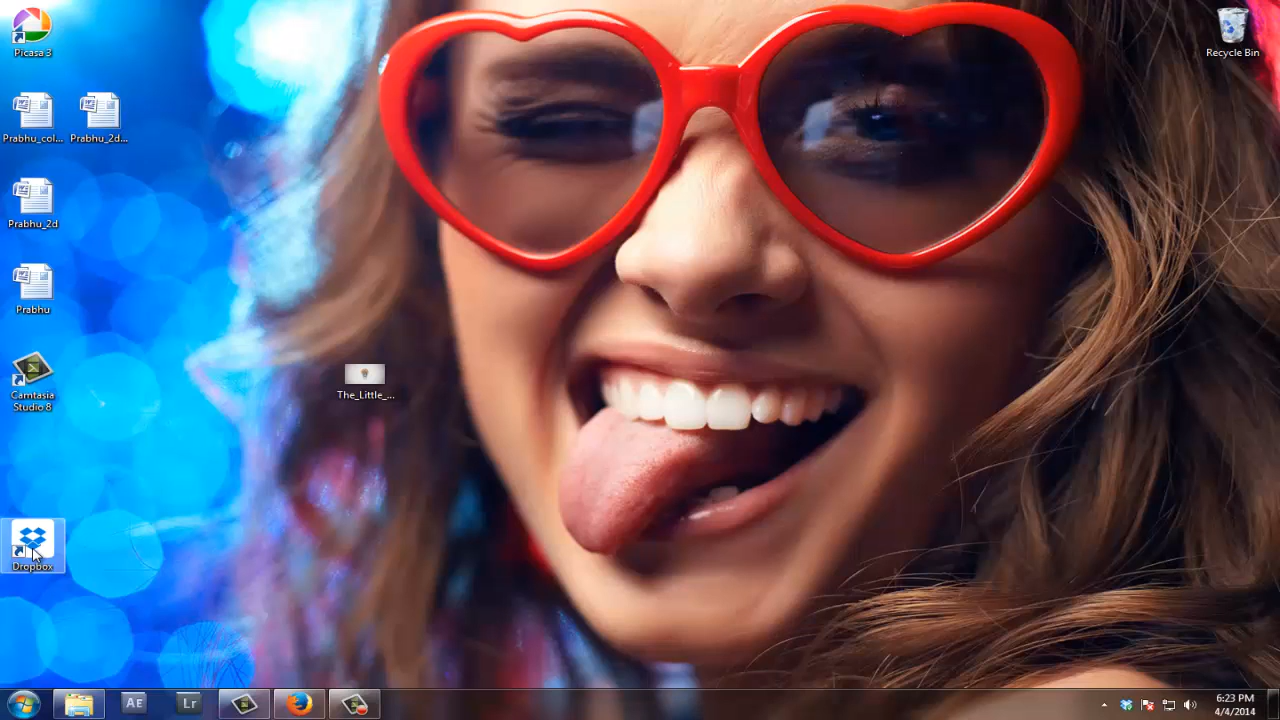 Picasa 3
Recycle Bin
Prabhu_col...
Prabhu_2d...
Prabhu_2d
Prabhu
Camtasia
Studio 8
The_Little_...
Dropbox
AE
Lr
6:23 PM
4/4/2014